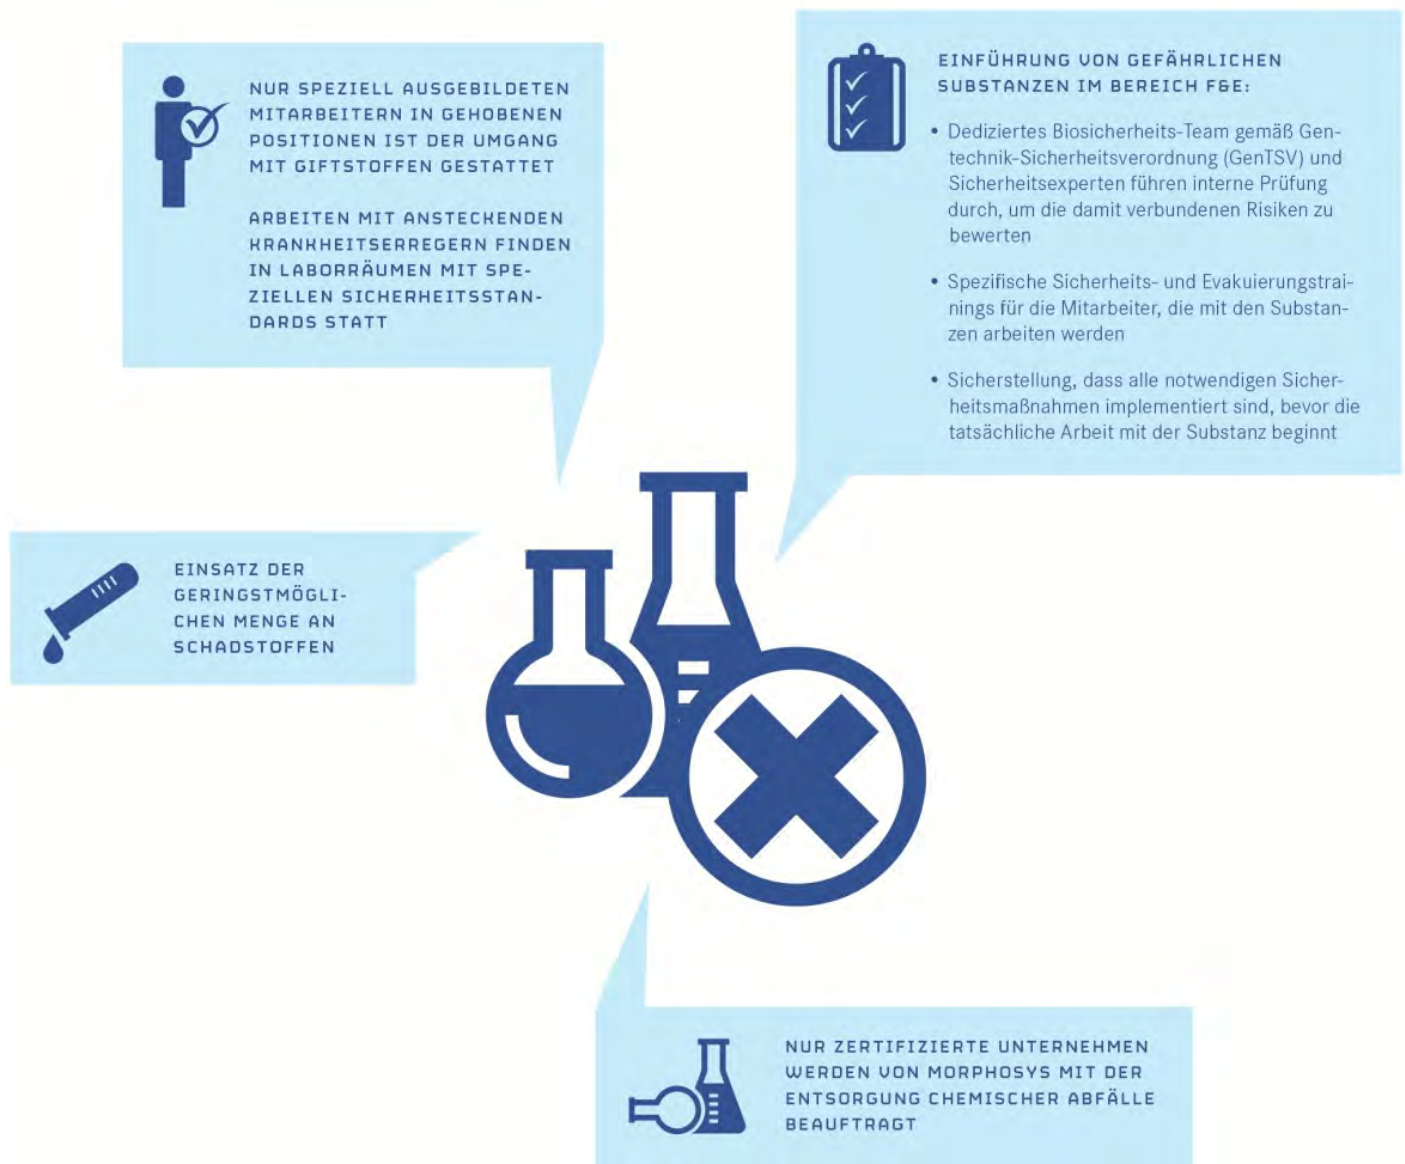 NUR SPEZIELL AUSGEBILDETEN
MITARBEITERN IN GEHOBENEN
POSITIONEN IST DER UMGANG
MIT GIFTSTOFFEN GESTATTET
ARBEITEN MIT ANSTECKENDEN
KRANKHEITSERREGERN FINDEN
IN LABORRÄUMEN MIT SPE-
ZIELLEN SICHERHEITSSTAN-
DARDS STATT
EINFÜHRUNG VON GEFÄHRLICHEN
SUBSTANZEN IM BEREICH F&E:
• Dediziertes Biosicherheits-Team gemäß Gen-
technik-Sicherheitsverordnung (GenTSV) und
Sicherheitsexperten führen interne Prüfung
durch, um die damit verbundenen Risiken zu
bewerten
• Spezifische Sicherheits- und Evakuierungstrai-
nings für die Mitarbeiter, die mit den Substan-
zen arbeiten werden
• Sicherstellung, dass alle notwendigen Sicher-
heitsmaßnahmen implementiert sind, bevor die
tatsächliche Arbeit mit der Substanz beginnt
EINSATZ DER
GERINGSTMÖGLI-
CHEN MENGE AN
SCHADSTOFFEN
NUR ZERTIFIZIERTE UNTERNEHMEN
WERDEN VON MORPHOSYS MIT DER
ENTSORGUNG CHEMISCHER ABFÄLLE
BEAUFTRAGT